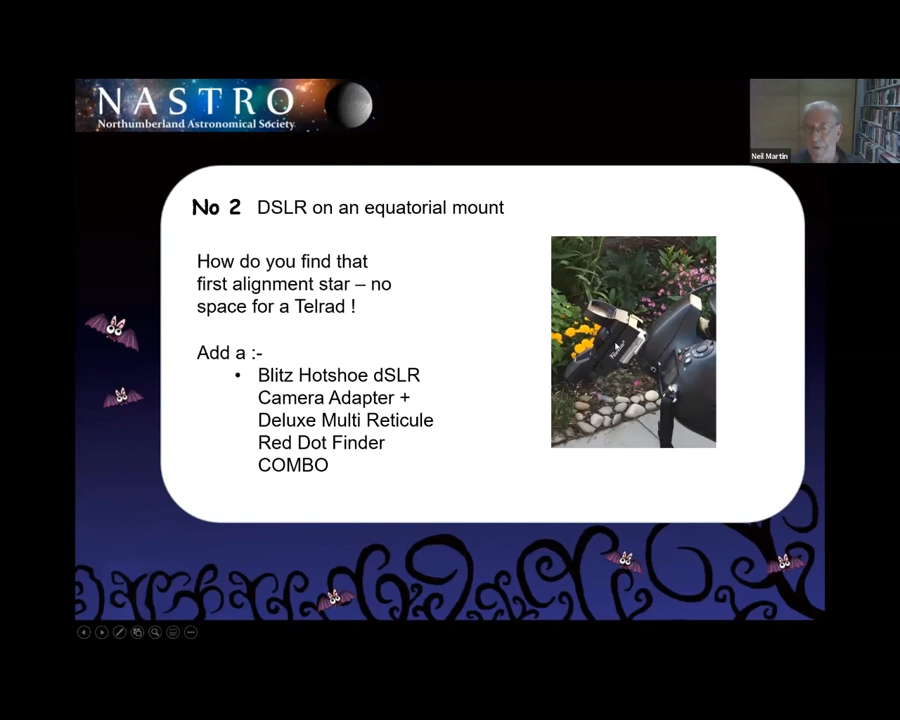 NASTRO
Northumberland Astronomical Society
Neil Martin
No 2 DSLR on an equatorial mount
How do you find that
first alignment star – no
space for a Telrad !
Add a :-
• Blitz Hotshoe dSLR
Camera Adapter +
Deluxe Multi Reticule
Red Dot Finder
COMBO